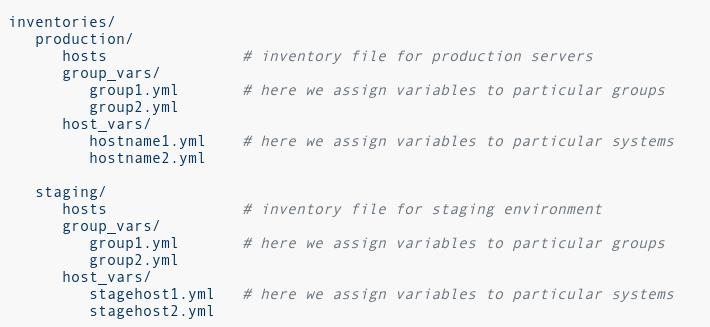 inventories/
   production/
      hosts               # inventory file for production servers
      group_vars/
         group1.yml       # here we assign variables to particular groups
         group2.yml
      host_vars/
         hostname1.yml    # here we assign variables to particular systems
         hostname2.yml

   staging/
      hosts               # inventory file for staging environment
      group_vars/
         group1.yml       # here we assign variables to particular groups
         group2.yml
      host_vars/
         stagehost1.yml   # here we assign variables to particular systems
         stagehost2.yml